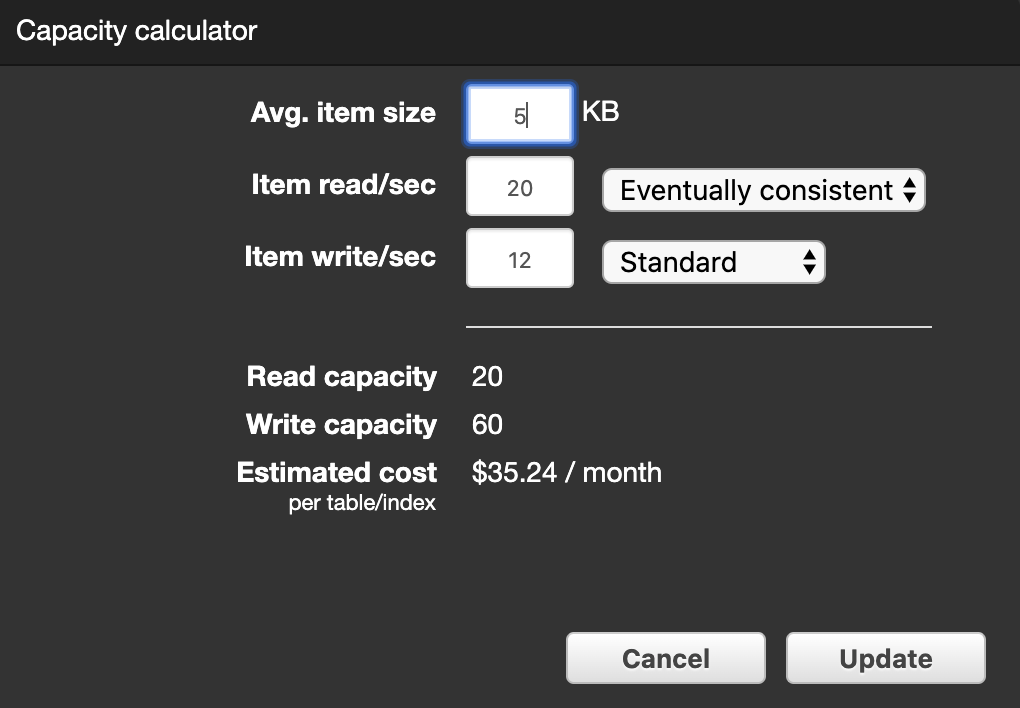 Capacity calculator
Avg. item size 5 KB
Item read/sec 20 Eventually consistent
Item write/sec 12 Standard
Read capacity 20
Write capacity 60
Estimated cost $35.24 / month
per table/index
Cancel Update